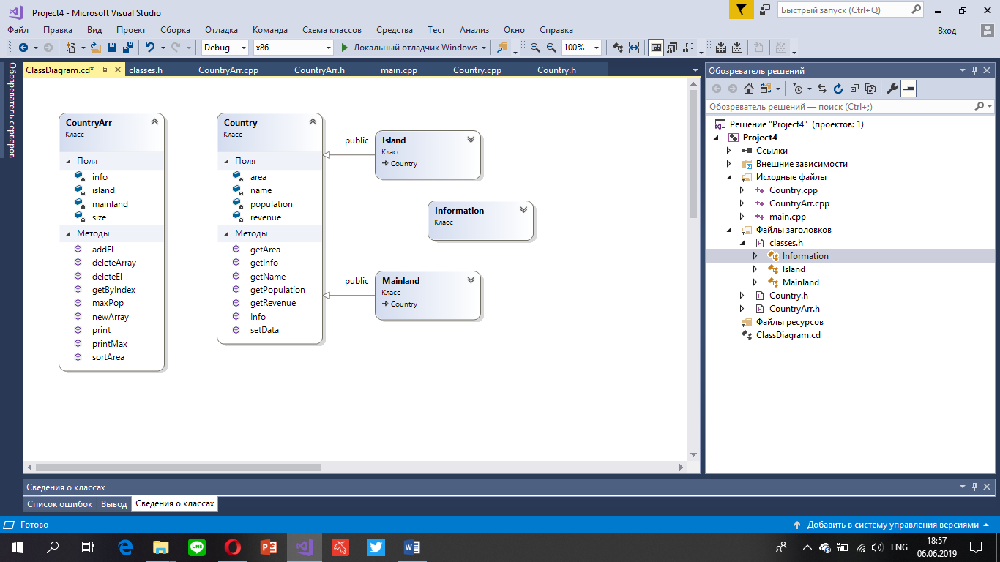 Project4 - Microsoft Visual Studio
Быстрый запуск (Ctrl+Q)
Файл Правка Вид Проект Сборка Отладка Команда Схема классов Средства Тест Анализ Окно Справка Вход
Debug x86 Локальный отладчик Windows 100%
Обозреватель серверов
ClassDiagram.cd* classes.h CountryArr.cpp CountryArr.h main.cpp Country.cpp Country.h
CountryArr
Класс
Поля
info
island
mainland
size
Методы
addEl
deleteArray
deleteEl
getByIndex
maxPop
newArray
print
printMax
sortArea
Country
Класс
Поля
area
name
population
revenue
Методы
getArea
getInfo
getName
getPopulation
getRevenue
Info
setData
public
Island
Класс
Country
Information
Класс
public
Mainland
Класс
Country
Обозреватель решений
Обозреватель решений — поиск (Ctrl+;)
Решение "Project4" (проектов: 1)
Project4
Ссылки
Внешние зависимости
Исходные файлы
Country.cpp
CountryArr.cpp
main.cpp
Файлы заголовков
classes.h
Information
Island
Mainland
Country.h
CountryArr.h
Файлы ресурсов
ClassDiagram.cd
Сведения о классах
Список ошибок Вывод Сведения о классах
Готово
Добавить в систему управления версиями
LINE
ENG
18:57
06.06.2019